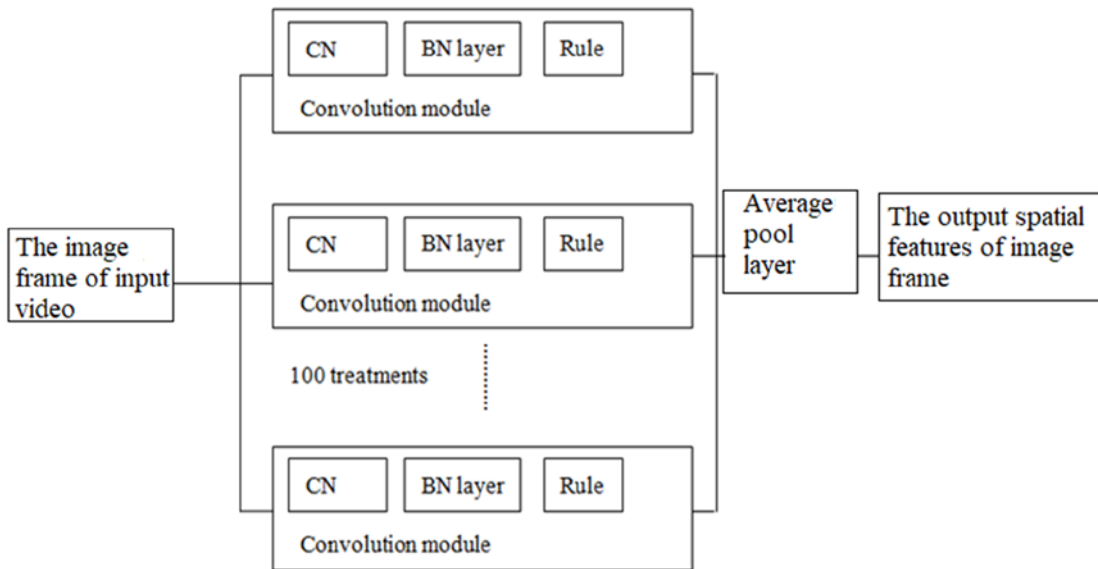 CN
BN layer
Rule
Convolution module
The image
frame of input
video
CN
BN layer
Rule
Convolution module
Average
pool
layer
The output spatial
features of image
frame
100 treatments
CN
BN layer
Rule
Convolution module